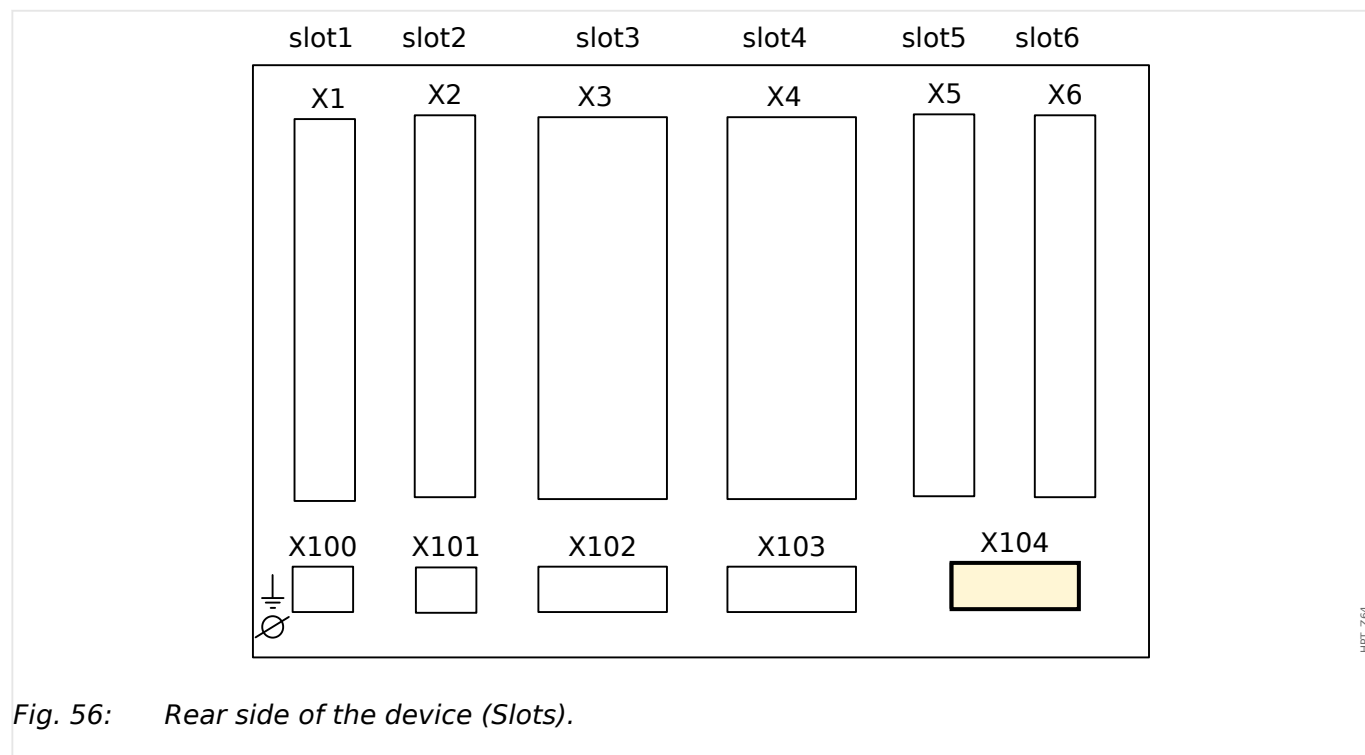 slot1 slot2 slot3 slot4 slot5 slot6
X1 X2 X3 X4 X5 X6
X100 X101 X102 X103 X104
Fig. 56: Rear side of the device (Slots).